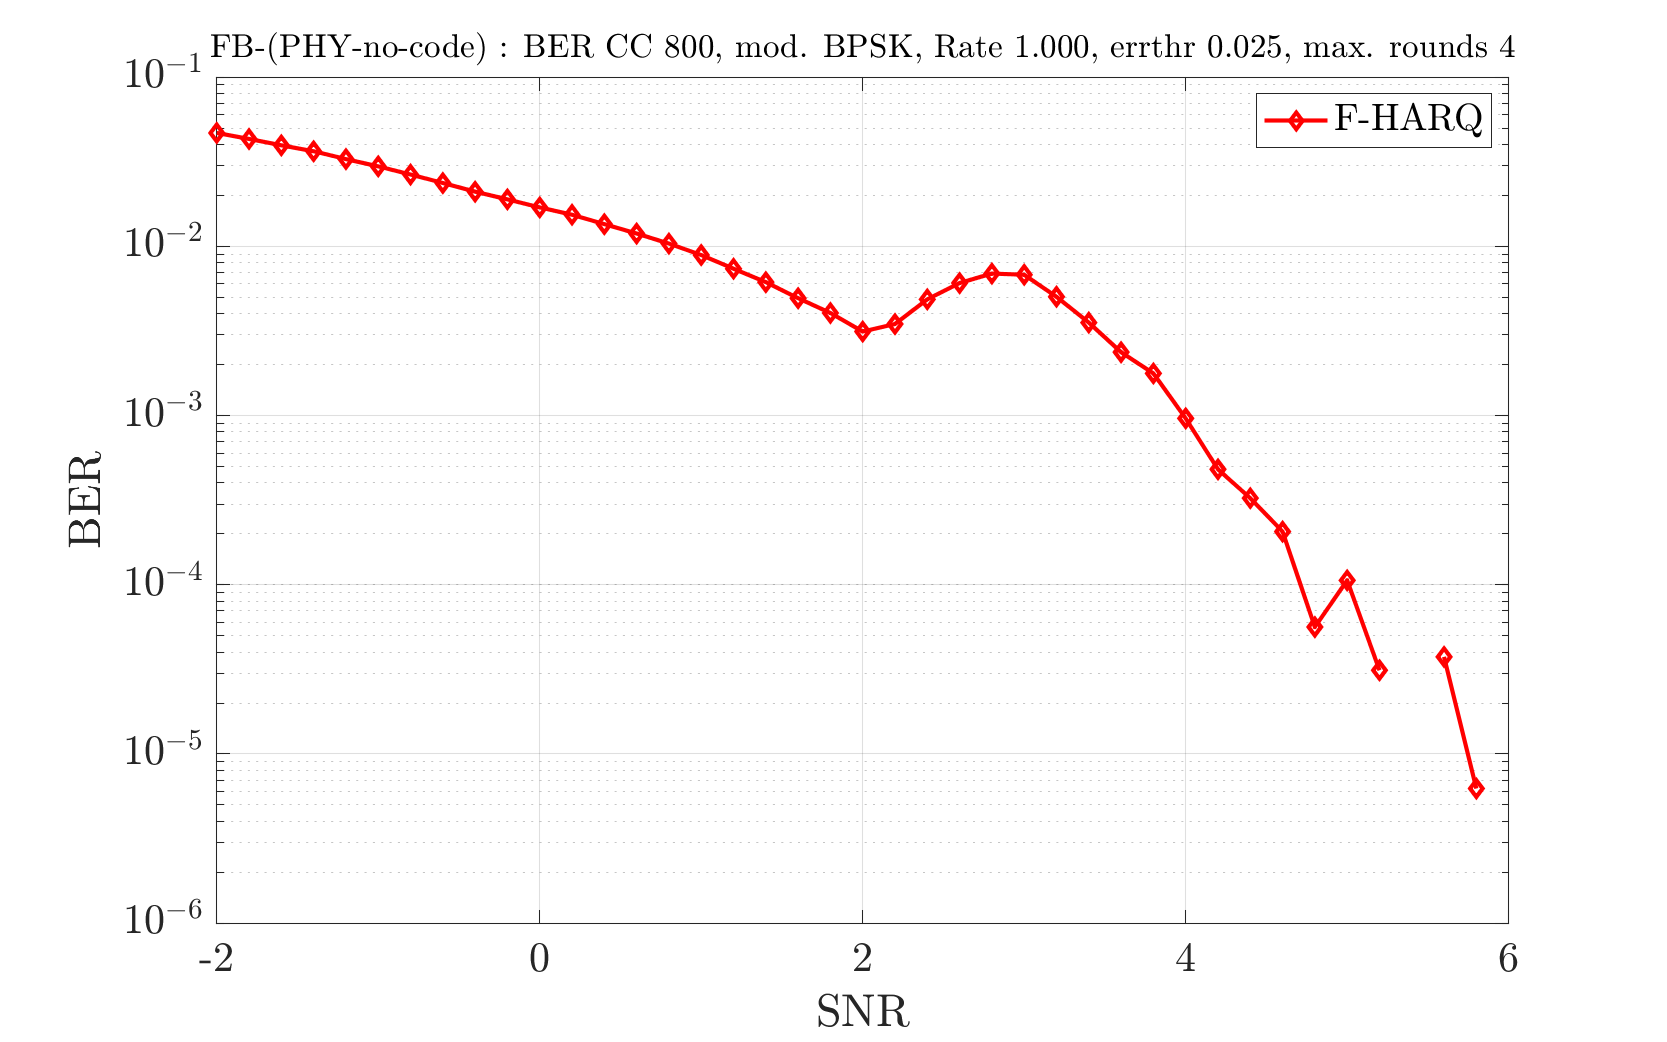 FB-(PHY-no-code) : BER CC 800, mod. BPSK, Rate 1.000, errthr 0.025, max. rounds 4
F-HARQ
10⁻¹
10⁻²
10⁻³
10⁻⁴
10⁻⁵
10⁻⁶
BER
-2 0 2 4 6
SNR